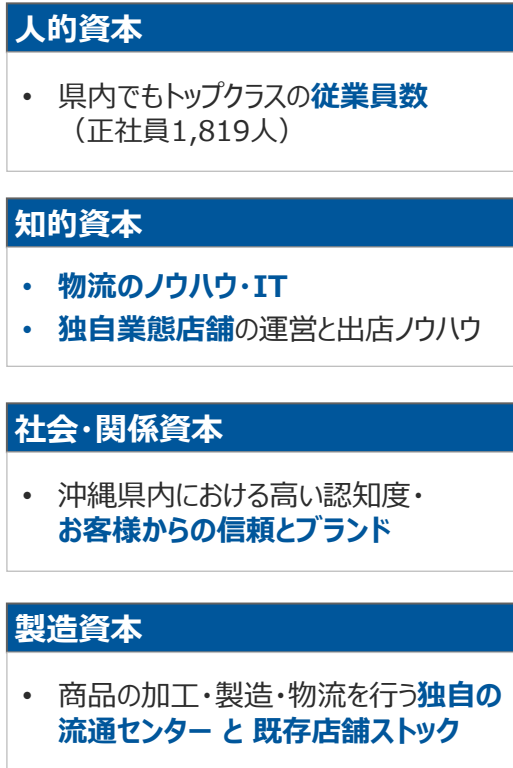 人的資本
• 県内でもトップクラスの従業員数
（正社員1,819人）
知的資本
• 物流のノウハウ・IT
• 独自業態店舗の運営と出店ノウハウ
社会・関係資本
• 沖縄県内における高い認知度・
お客様からの信頼とブランド
製造資本
• 商品の加工・製造・物流を行う独自の
流通センター と 既存店舗ストック